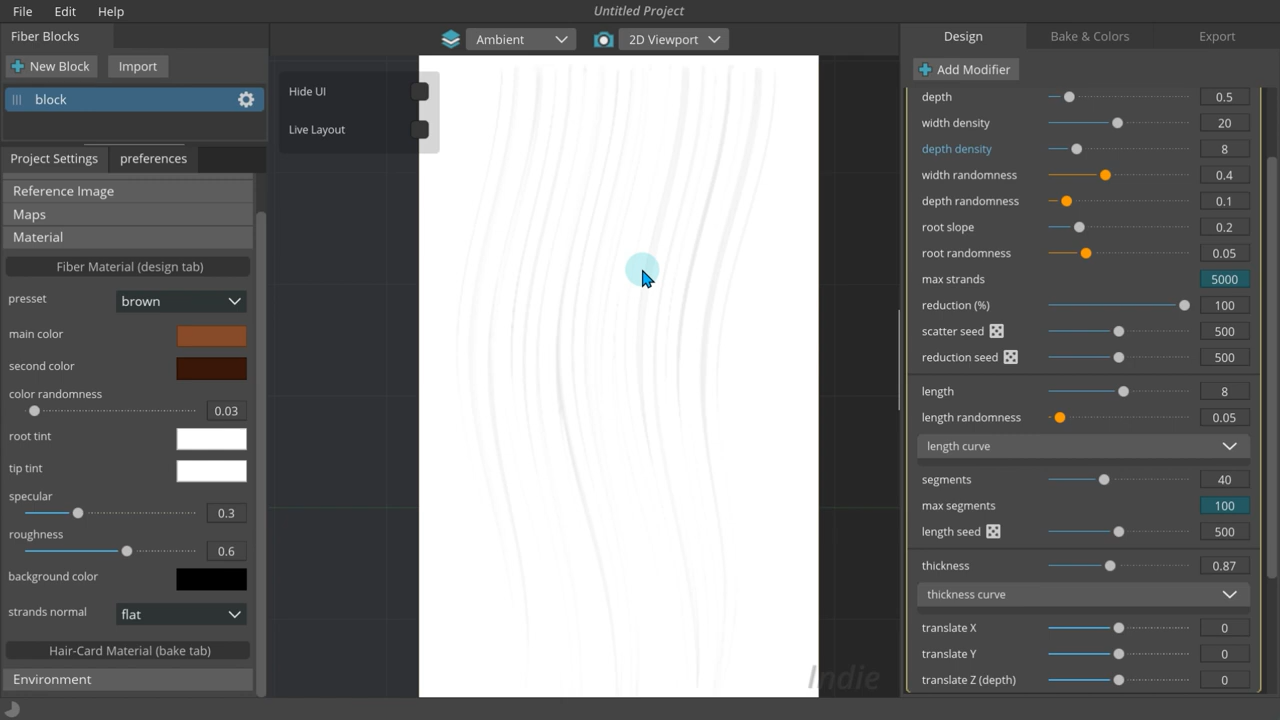 File Edit Help
Untitled Project
Fiber Blocks
New Block Import
block
Project Settings preferences
Reference Image
Maps
Material
Fiber Material (design tab)
presset brown
main color
second color
color randomness
0.03
root tint
tip tint
specular
0.3
roughness
0.6
background color
strands normal flat
Hair-Card Material (bake tab)
Environment
Ambient 2D Viewport
Hide UI
Live Layout
Indie
Design Bake & Colors Export
Add Modifier
depth 0.5
width density 20
depth density 8
width randomness 0.4
depth randomness 0.1
root slope 0.2
root randomness 0.05
max strands 5000
reduction (%) 100
scatter seed 500
reduction seed 500
length 8
length randomness 0.05
length curve
segments 40
max segments 100
length seed 500
thickness 0.87
thickness curve
translate X 0
translate Y 0
translate Z (depth) 0